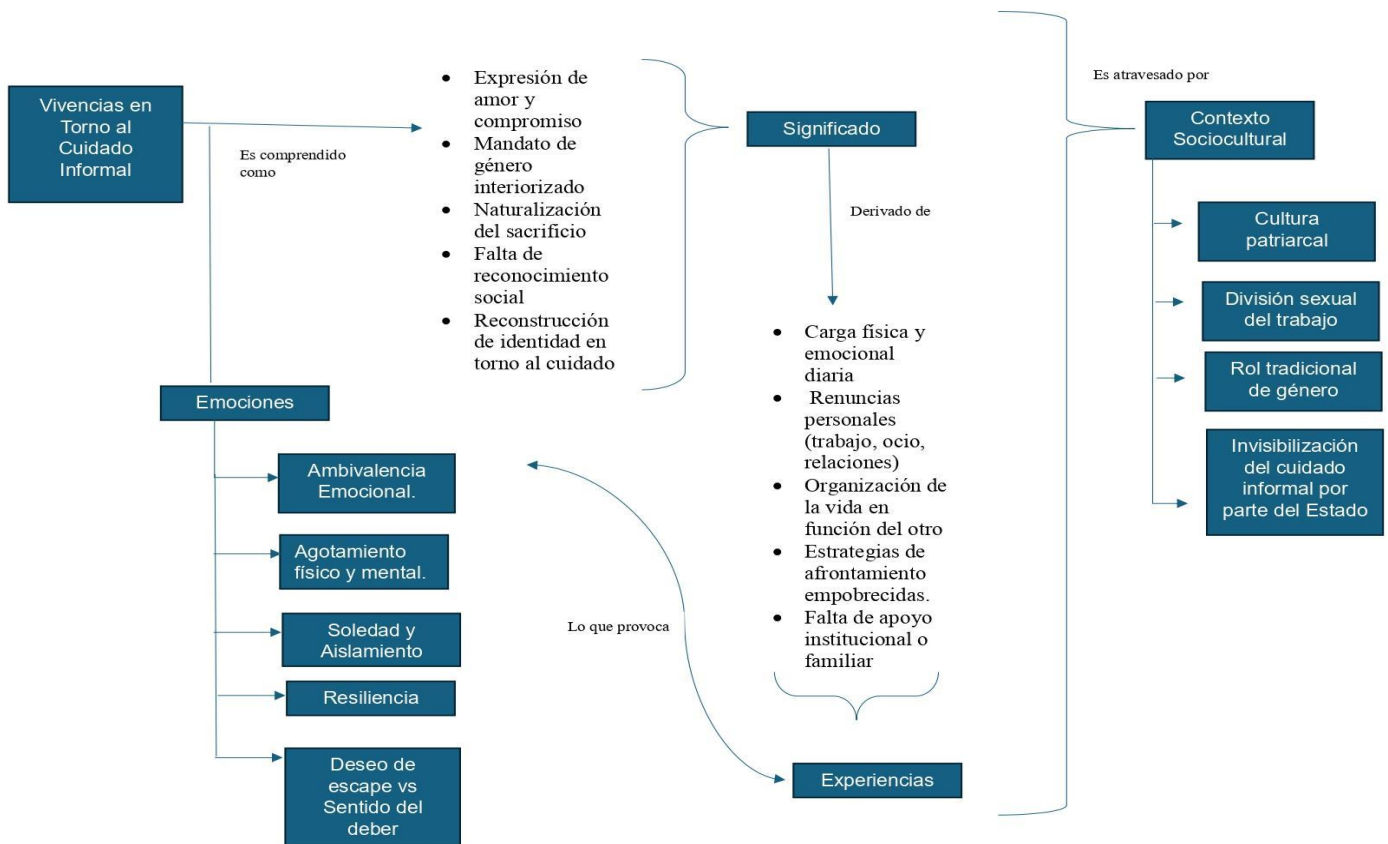 Vivencias en
Torno al
Cuidado
Informal
Es comprendido
como
• Expresión de
amor y
compromiso
• Mandato de
género
interiorizado
• Naturalización
del sacrificio
• Falta de
reconocimiento
social
• Reconstrucción
de identidad en
torno al cuidado
Significado
Derivado de
• Carga física y
emocional
diaria
• Renuncias
personales
(trabajo, ocio,
relaciones)
• Organización de
la vida en
función del otro
• Estrategias de
afrontamiento
empobrecidas.
• Falta de apoyo
institucional o
familiar
Experiencias
Lo que provoca
Emociones
Ambivalencia
Emocional.
Agotamiento
físico y mental.
Soledad y
Aislamiento
Resiliencia
Deseo de
escape vs
Sentido del
deber
Es atravesado por
Contexto
Sociocultural
Cultura
patriarcal
División sexual
del trabajo
Rol tradicional
de género
Invisibilización
del cuidado
informal por
parte del Estado